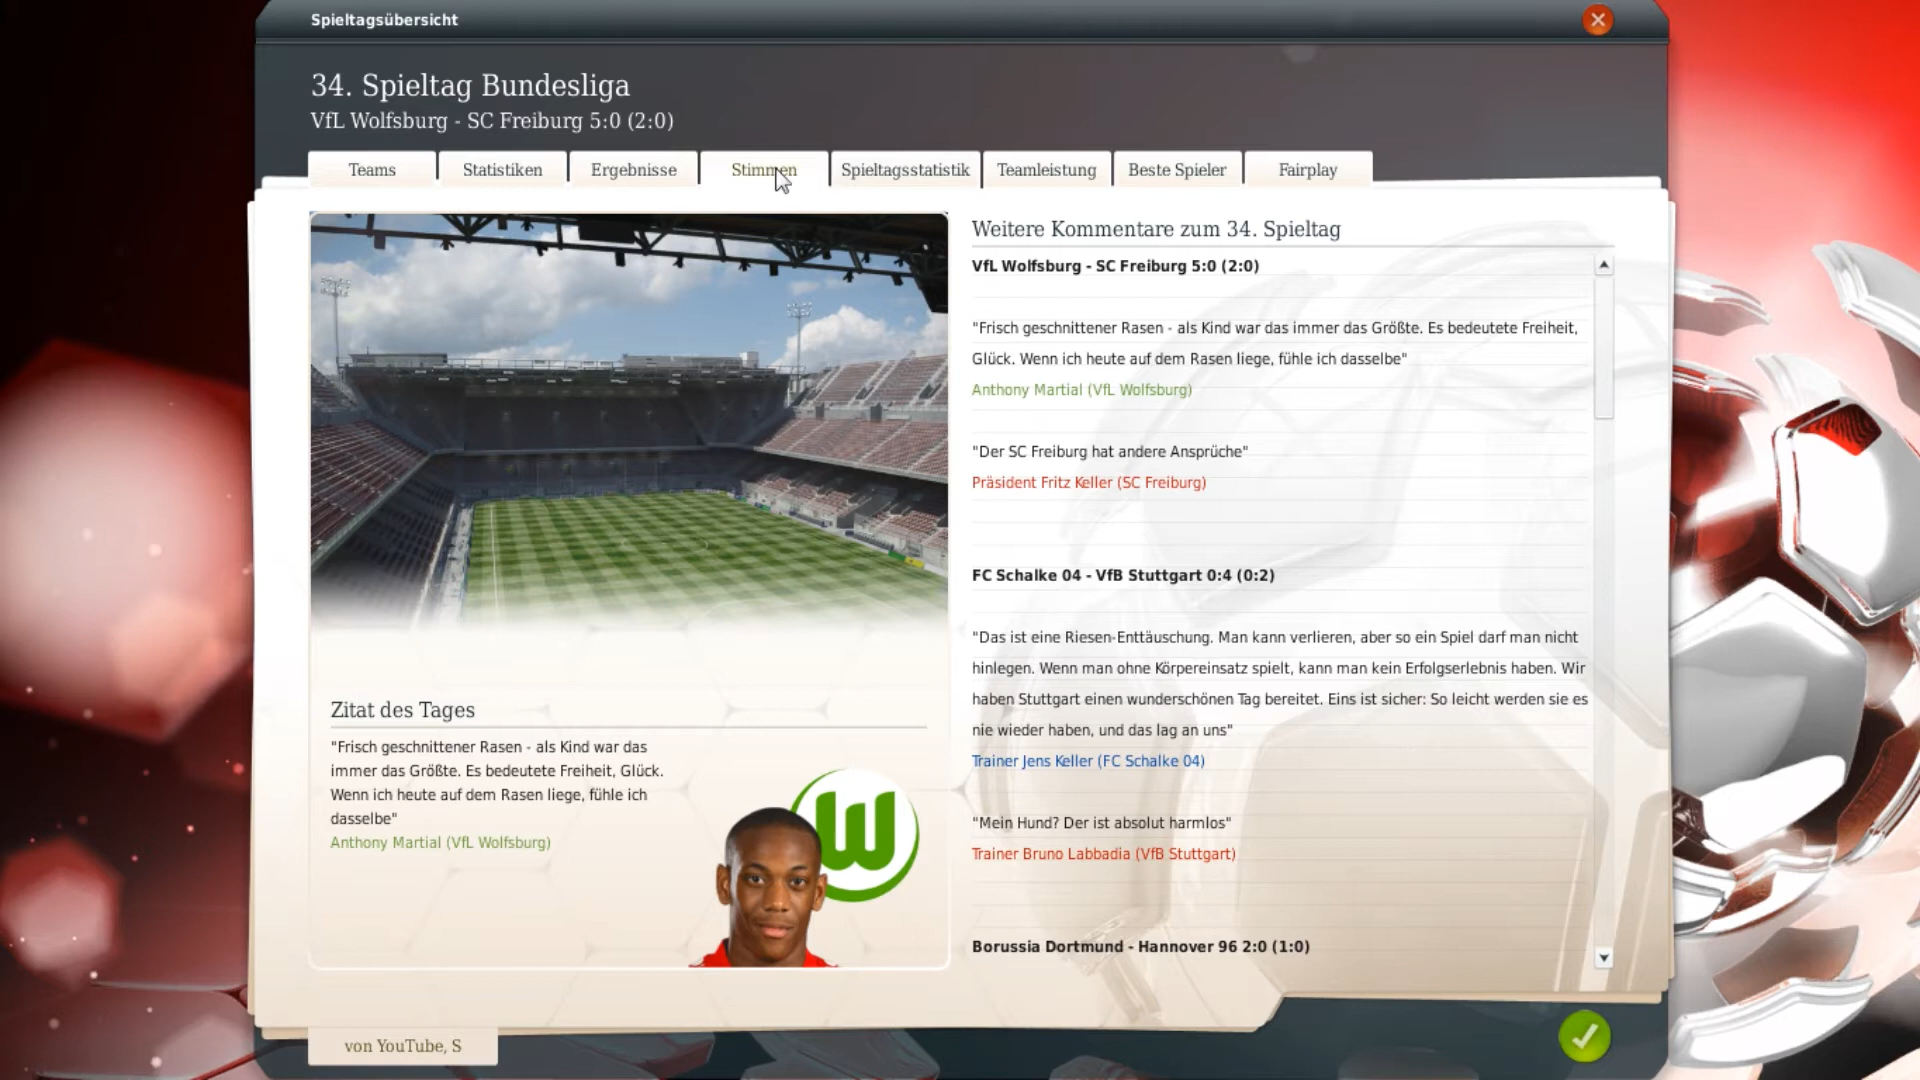 Spieltagsübersicht
34. Spieltag Bundesliga
VfL Wolfsburg - SC Freiburg 5:0 (2:0)
Teams
Statistiken
Ergebnisse
Stimmen
Spieltagsstatistik
Teamleistung
Beste Spieler
Fairplay
Zitat des Tages
"Frisch geschnittener Rasen - als Kind war das
immer das Größte. Es bedeutete Freiheit, Glück.
Wenn ich heute auf dem Rasen liege, fühle ich
dasselbe"
Anthony Martial (VfL Wolfsburg)
W
Weitere Kommentare zum 34. Spieltag
VfL Wolfsburg - SC Freiburg 5:0 (2:0)
"Frisch geschnittener Rasen - als Kind war das immer das Größte. Es bedeutete Freiheit,
Glück. Wenn ich heute auf dem Rasen liege, fühle ich dasselbe"
Anthony Martial (VfL Wolfsburg)
"Der SC Freiburg hat andere Ansprüche"
Präsident Fritz Keller (SC Freiburg)
FC Schalke 04 - VfB Stuttgart 0:4 (0:2)
"Das ist eine Riesen-Enttäuschung. Man kann verlieren, aber so ein Spiel darf man nicht
hinlegen. Wenn man ohne Körpereinsatz spielt, kann man kein Erfolgserlebnis haben. Wir
haben Stuttgart einen wunderschönen Tag bereitet. Eins ist sicher: So leicht werden sie es
nie wieder haben, und das lag an uns"
Trainer Jens Keller (FC Schalke 04)
"Mein Hund? Der ist absolut harmlos"
Trainer Bruno Labbadia (VfB Stuttgart)
Borussia Dortmund - Hannover 96 2:0 (1:0)
von YouTube, S